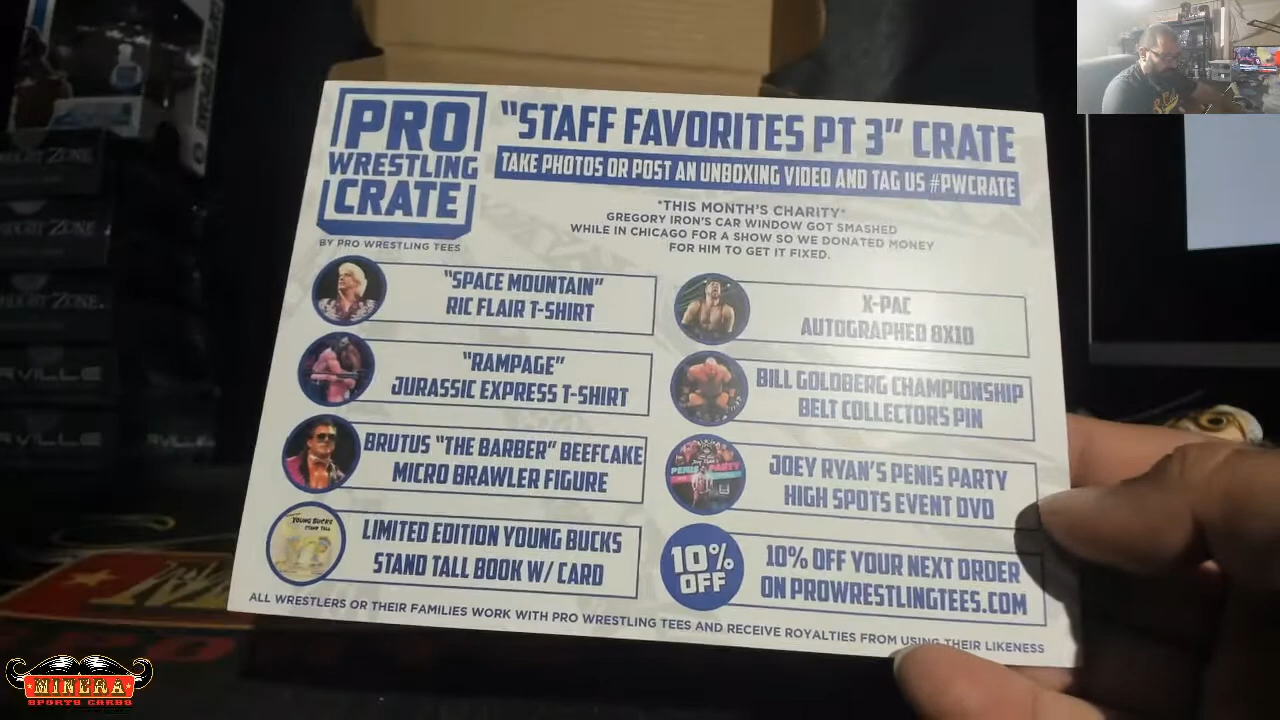 PRO
WRESTLING
CRATE
BY PRO WRESTLING TEES
"STAFF FAVORITES PT 3" CRATE
TAKE PHOTOS OR POST AN UNBOXING VIDEO AND TAG US #PWCRATE
*THIS MONTH'S CHARITY*
GREGORY IRON'S CAR WINDOW GOT SMASHED
WHILE IN CHICAGO FOR A SHOW SO WE DONATED MONEY
FOR HIM TO GET IT FIXED.
"SPACE MOUNTAIN"
RIC FLAIR T-SHIRT
"RAMPAGE"
JURASSIC EXPRESS T-SHIRT
BRUTUS "THE BARBER" BEEFCAKE
MICRO BRAWLER FIGURE
YOUNG BUCKS
STAND TALL
LIMITED EDITION YOUNG BUCKS
STAND TALL BOOK W/ CARD
X-PAC
AUTOGRAPHED 8X10
BILL GOLDBERG CHAMPIONSHIP
BELT COLLECTORS PIN
PENIS PARTY
JOEY RYAN'S PENIS PARTY
HIGH SPOTS EVENT DVD
10%
OFF
10% OFF YOUR NEXT ORDER
ON PROWRESTLINGTEES.COM
ALL WRESTLERS OR THEIR FAMILIES WORK WITH PRO WRESTLING TEES AND RECEIVE ROYALTIES FROM USING THEIR LIKENESS
MINERA
SPORTS CARDS